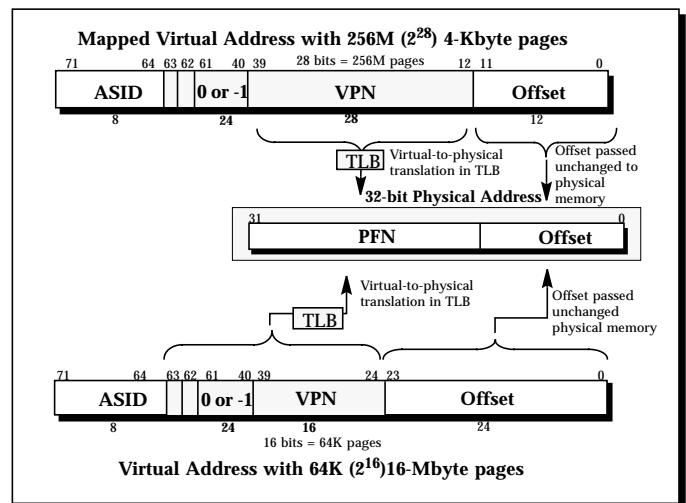 Mapped Virtual Address with 256M (2²⁸) 4-Kbyte pages
71 64 63 62 61 40 39 28 bits = 256M pages 12 11 0
ASID 0 or -1 VPN Offset
8 24 28 12
TLB Virtual-to-physical
translation in TLB
Offset passed
unchanged to
physical
memory
32-bit Physical Address
31 0
PFN Offset
Virtual-to-physical
translation in TLB
TLB
Offset passed
unchanged
physical memory
71 64 63 62 61 40 39 24 23 0
ASID 0 or -1 VPN Offset
8 24 16 24
16 bits = 64K pages
Virtual Address with 64K (2¹⁶)16-Mbyte pages